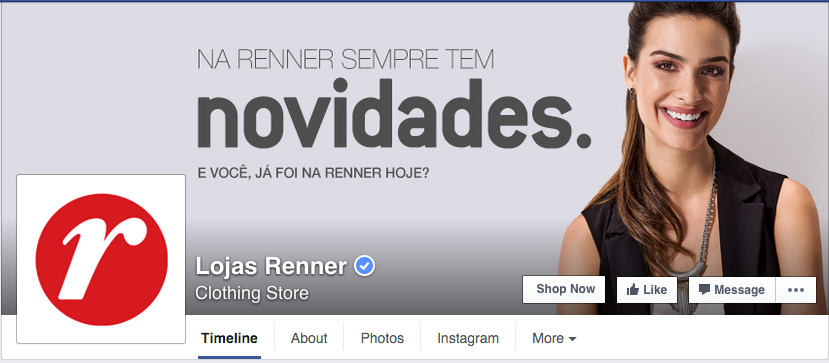 NA RENNER SEMPRE TEM
novidades.
E VOCÊ, JÁ FOI NA RENNER HOJE?
r
Lojas Renner
Clothing Store
Shop Now Like Message
Timeline About Photos Instagram More